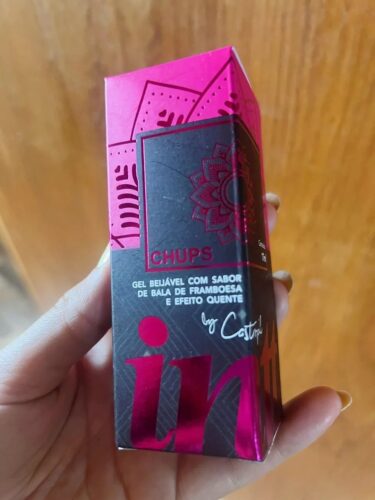 CHUPS
GEL BEIJÁVEL COM SABOR
DE BALA DE FRAMBOESA
E EFEITO QUENTE
by
in